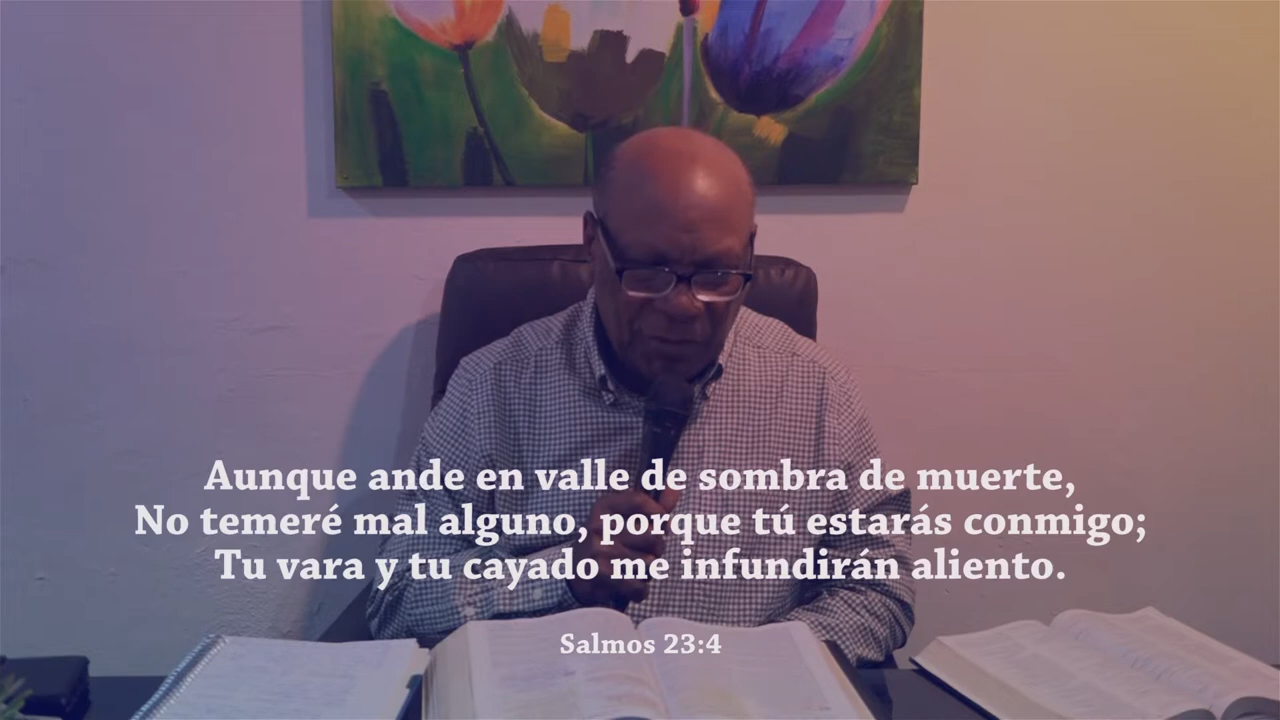 Aunque ande en valle de sombra de muerte,
No temeré mal alguno, porque tú estarás conmigo;
Tu vara y tu cayado me infundirán aliento.
Salmos 23:4